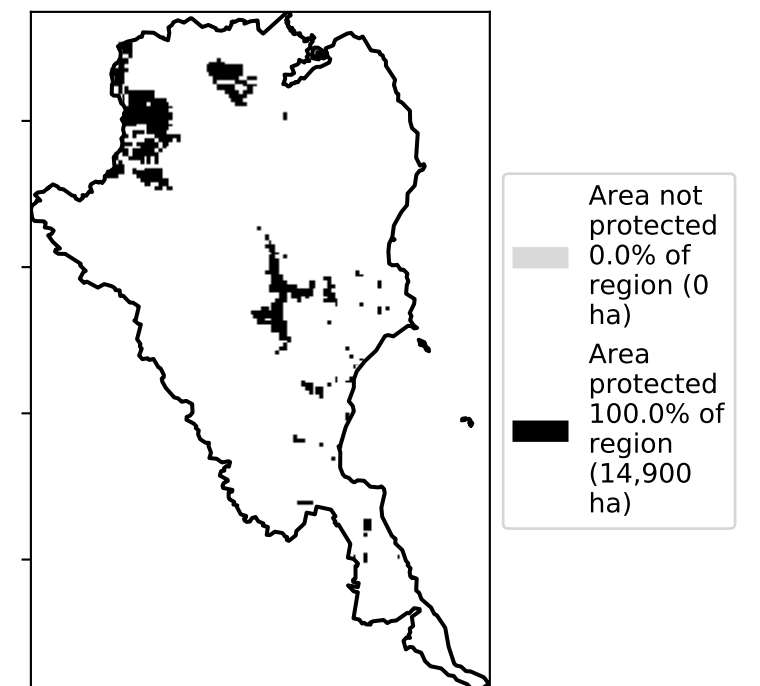 Area not
protected
0.0% of
region (0
ha)
Area
protected
100.0% of
region
(14,900
ha)